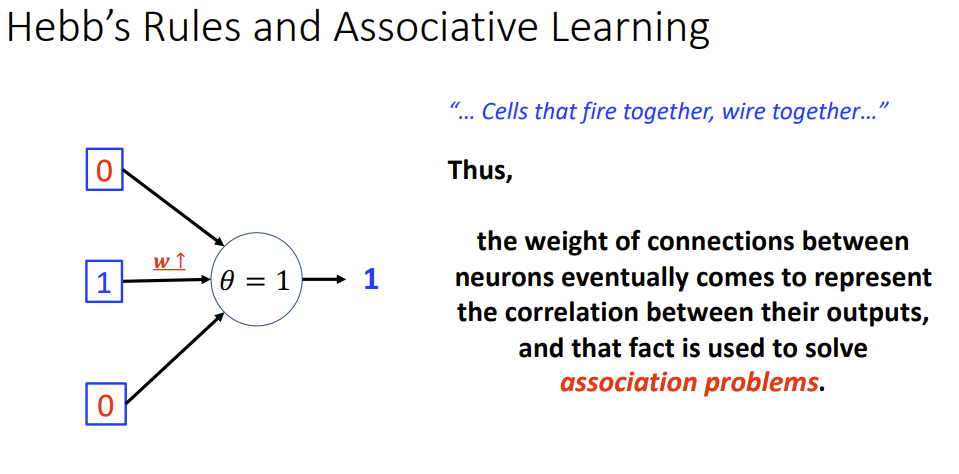 Hebb's Rules and Associative Learning
"... Cells that fire together, wire together..."
Thus,
the weight of connections between
neurons eventually comes to represent
the correlation between their outputs,
and that fact is used to solve
association problems.
0
w ↑
1
θ = 1
1
0